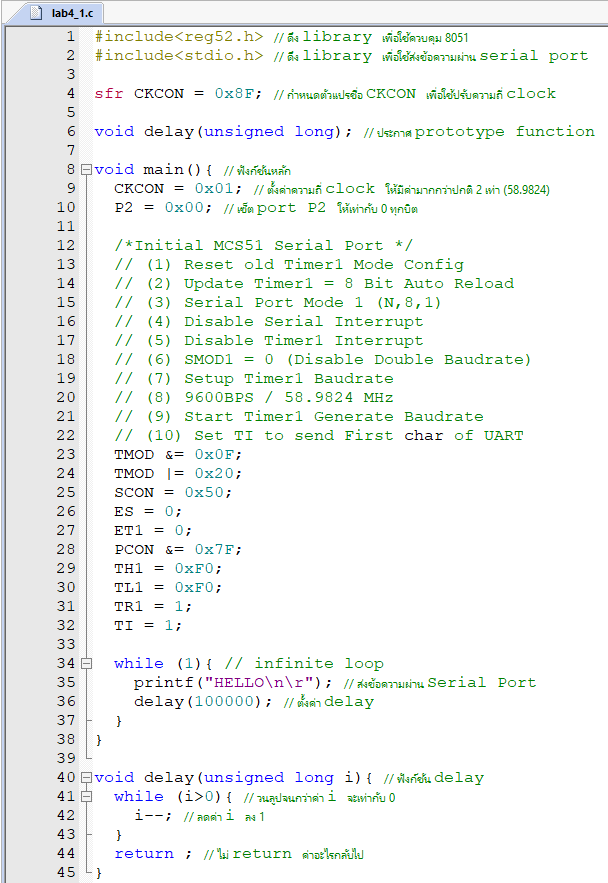 lab4_1.c
1 #include<reg52.h> // ดึง library เพื่อใช้ควบคุม 8051
2 #include<stdio.h> // ดึง library เพื่อใช้ส่งข้อความผ่าน serial port
3
4 sfr CKCON = 0x8F; // กำหนดตัวแปรชื่อ CKCON เพื่อใช้ปรับความถี่ clock
5
6 void delay(unsigned long); // ประกาศ prototype function
7
8 void main(){ // ฟังก์ชันหลัก
9 CKCON = 0x01; // ตั้งค่าความถี่ clock ให้มีค่ามากกว่าปกติ 2 เท่า (58.9824)
10 P2 = 0x00; // เซ็ต port P2 ให้เท่ากับ 0 ทุกบิต
11
12 /*Initial MCS51 Serial Port */
13 // (1) Reset old Timer1 Mode Config
14 // (2) Update Timer1 = 8 Bit Auto Reload
15 // (3) Serial Port Mode 1 (N,8,1)
16 // (4) Disable Serial Interrupt
17 // (5) Disable Timer1 Interrupt
18 // (6) SMOD1 = 0 (Disable Double Baudrate)
19 // (7) Setup Timer1 Baudrate
20 // (8) 9600BPS / 58.9824 MHz
21 // (9) Start Timer1 Generate Baudrate
22 // (10) Set TI to send First char of UART
23 TMOD &= 0x0F;
24 TMOD |= 0x20;
25 SCON = 0x50;
26 ES = 0;
27 ET1 = 0;
28 PCON &= 0x7F;
29 TH1 = 0xF0;
30 TL1 = 0xF0;
31 TR1 = 1;
32 TI = 1;
33
34 while (1){ // infinite loop
35 printf("HELLO\n\r"); // ส่งข้อความผ่าน Serial Port
36 delay(100000); // ตั้งค่า delay
37 }
38 }
39
40 void delay(unsigned long i){ // ฟังก์ชัน delay
41 while (i>0){ // วนลูปจนกว่าค่า i จะเท่ากับ 0
42 i--; // ลดค่า i ลง 1
43 }
44 return ; // ไม่ return ค่าอะไรกลับไป
45 }